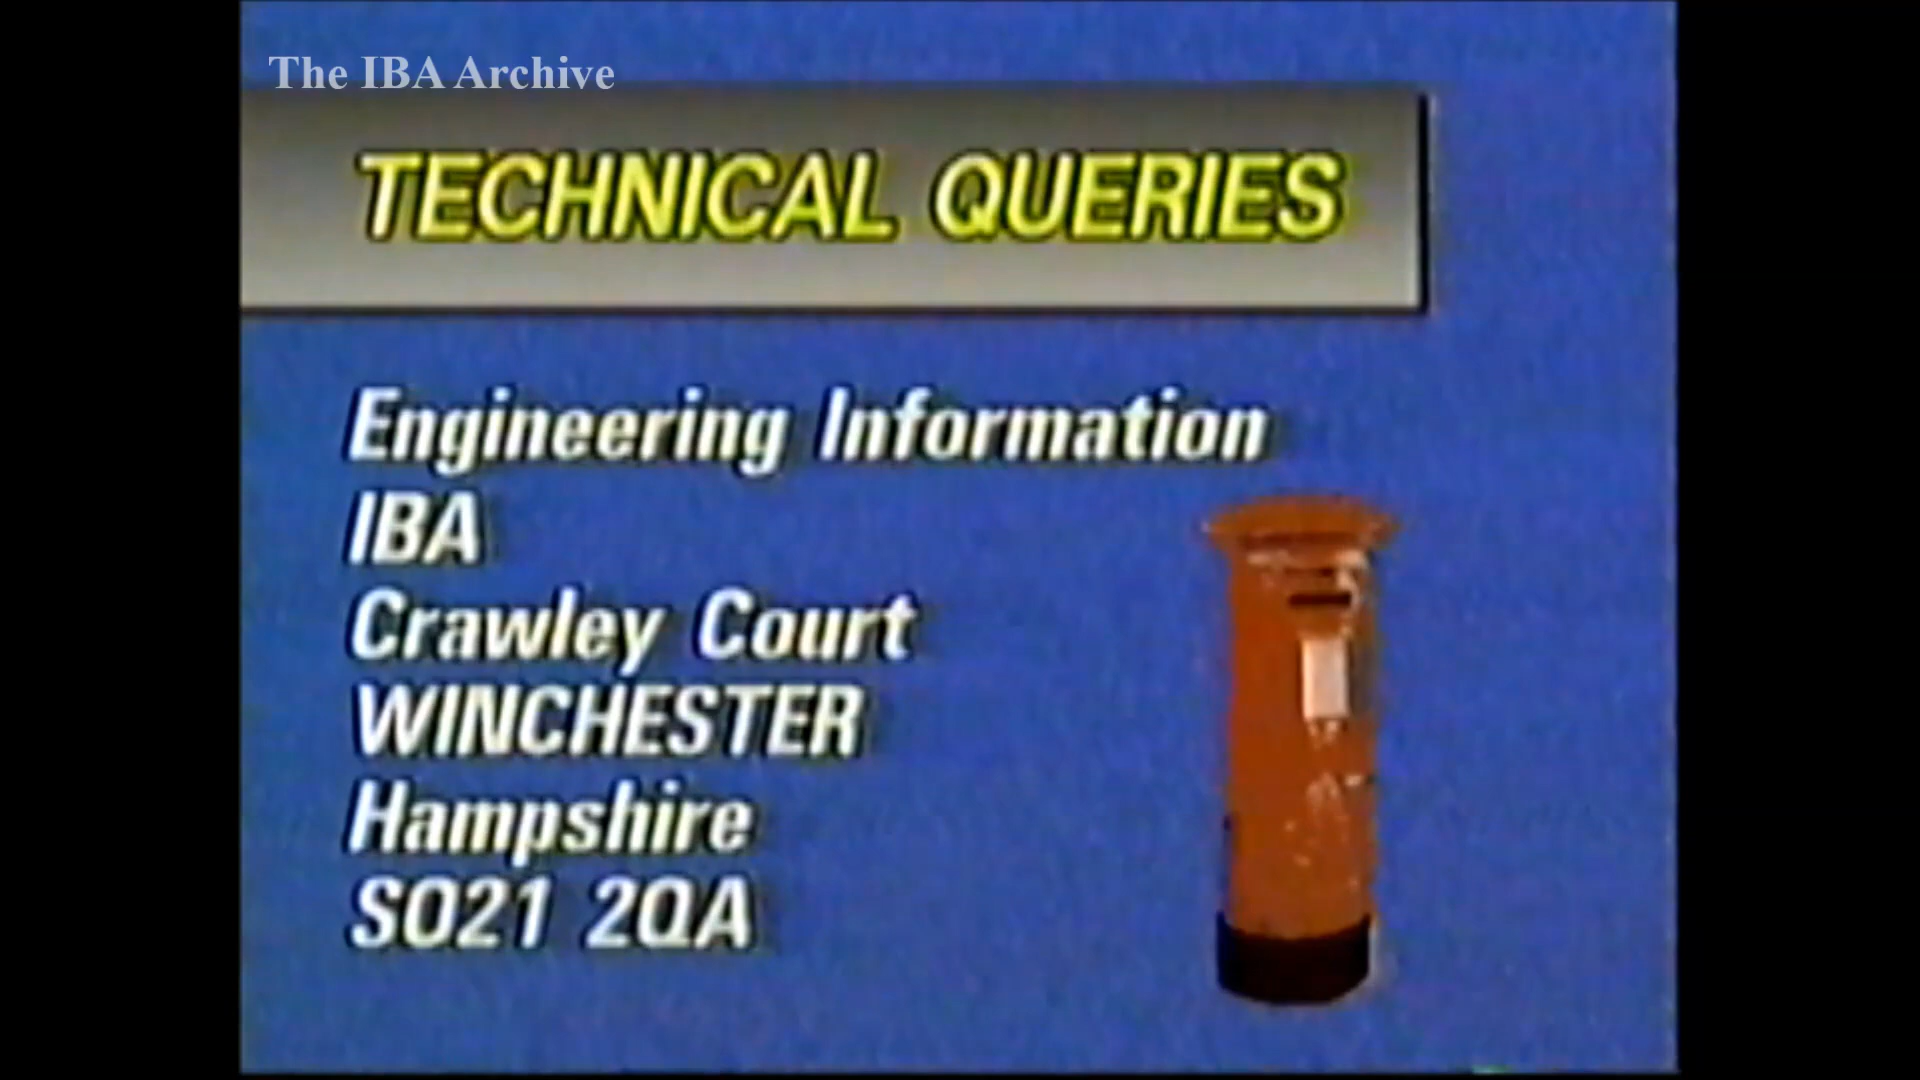 The IBA Archive
TECHNICAL QUERIES
Engineering Information
IBA
Crawley Court
WINCHESTER
Hampshire
SO21 2QA